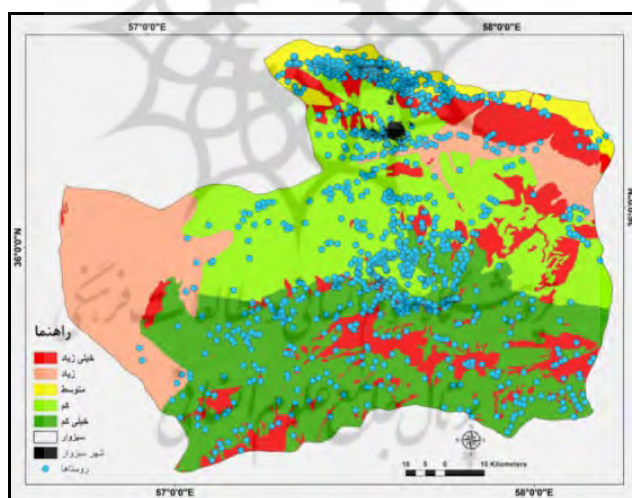 57°0'0"E 58°0'0"E
36°0'0"N
36°0'0"N
راهنما
خیلی زیاد
زیاد
متوسط
کم
خیلی کم
سبزوار
شهر سبزوار
روستاها
10 5 0 10 Kilometers
57°0'0"E 58°0'0"E